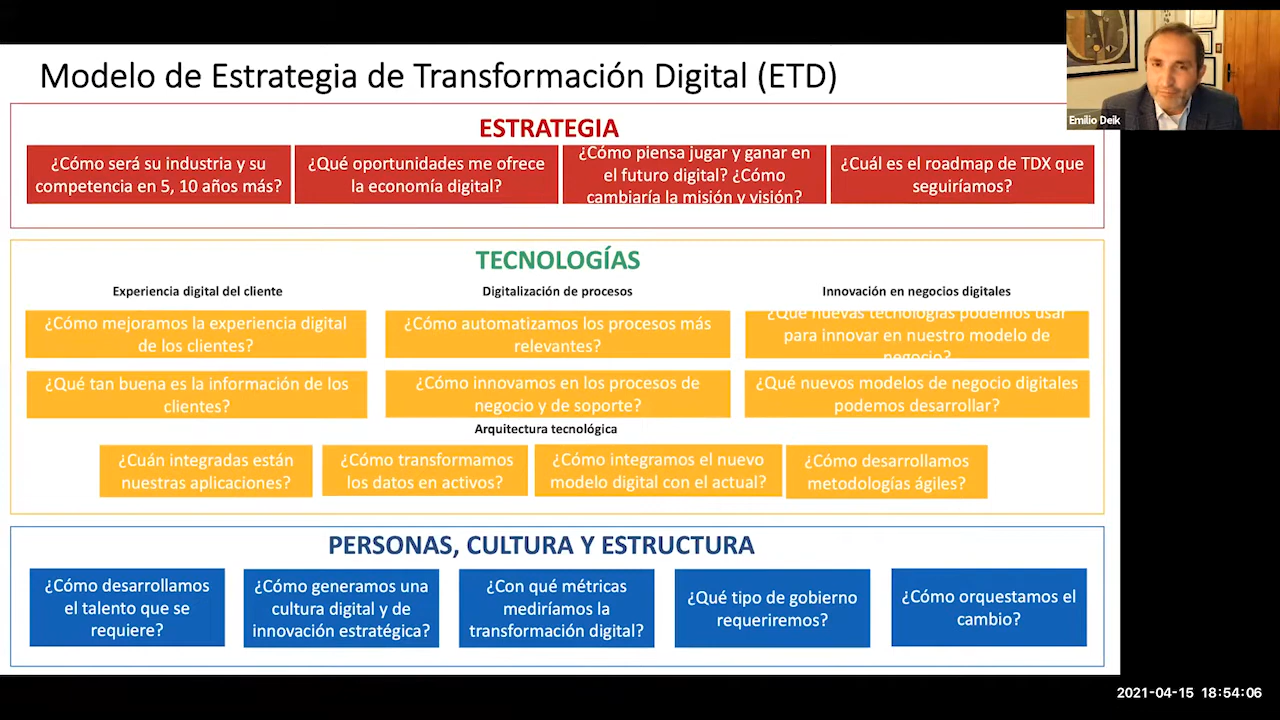 Modelo de Estrategia de Transformación Digital (ETD)
Emilio Deik
ESTRATEGIA
¿Cómo será su industria y su
competencia en 5, 10 años más?
¿Qué oportunidades me ofrece
la economía digital?
¿Cómo piensa jugar y ganar en
el futuro digital? ¿Cómo
cambiaría la misión y visión?
¿Cuál es el roadmap de TDX que
seguiríamos?
TECNOLOGÍAS
Experiencia digital del cliente
¿Cómo mejoramos la experiencia digital
de los clientes?
¿Qué tan buena es la información de los
clientes?
Digitalización de procesos
¿Cómo automatizamos los procesos más
relevantes?
¿Cómo innovamos en los procesos de
negocio y de soporte?
Innovación en negocios digitales
¿Qué nuevas tecnologías podemos usar
para innovar en nuestro modelo de
negocio?
¿Qué nuevos modelos de negocio digitales
podemos desarrollar?
Arquitectura tecnológica
¿Cuán integradas están
nuestras aplicaciones?
¿Cómo transformamos
los datos en activos?
¿Cómo integramos el nuevo
modelo digital con el actual?
¿Cómo desarrollamos
metodologías ágiles?
PERSONAS, CULTURA Y ESTRUCTURA
¿Cómo desarrollamos
el talento que se
requiere?
¿Cómo generamos una
cultura digital y de
innovación estratégica?
¿Con qué métricas
mediríamos la
transformación digital?
¿Qué tipo de gobierno
requeriremos?
¿Cómo orquestamos el
cambio?
2021-04-15 18:54:06